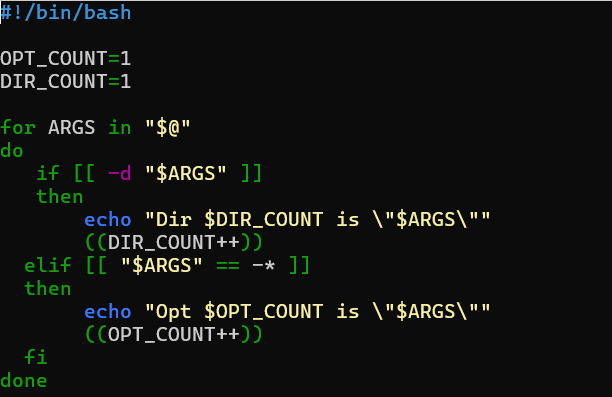 #!/bin/bash

OPT_COUNT=1
DIR_COUNT=1

for ARGS in "$@"
do
   if [[ -d "$ARGS" ]]
   then
       echo "Dir $DIR_COUNT is \"$ARGS\""
       ((DIR_COUNT++))
  elif [[ "$ARGS" == -* ]]
  then
       echo "Opt $OPT_COUNT is \"$ARGS\""
       ((OPT_COUNT++))
  fi
done